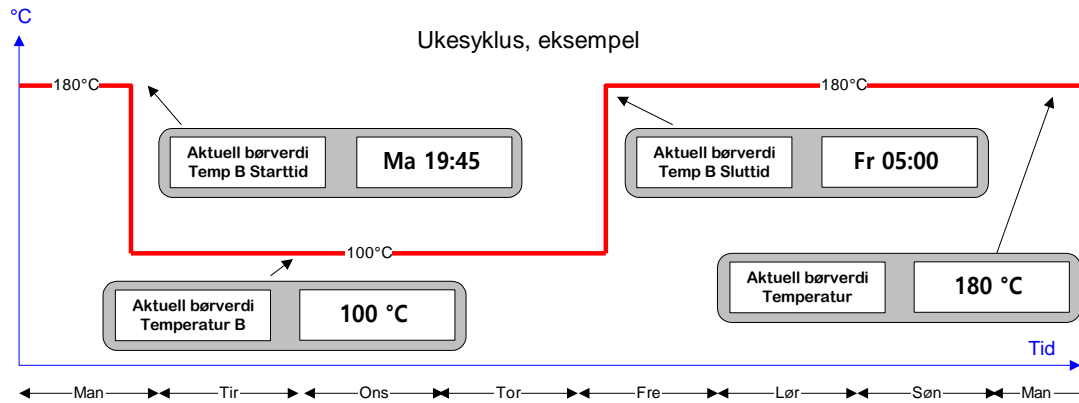 °C
Ukesyklus, eksempel
180°C
180°C
Aktuell børverdi
Temp B Starttid
Ma 19:45
Aktuell børverdi
Temp B Sluttid
Fr 05:00
100°C
Aktuell børverdi
Temperatur
180 °C
Aktuell børverdi
Temperatur B
100 °C
Tid
Man Tir Ons Tor Fre Lør Søn Man